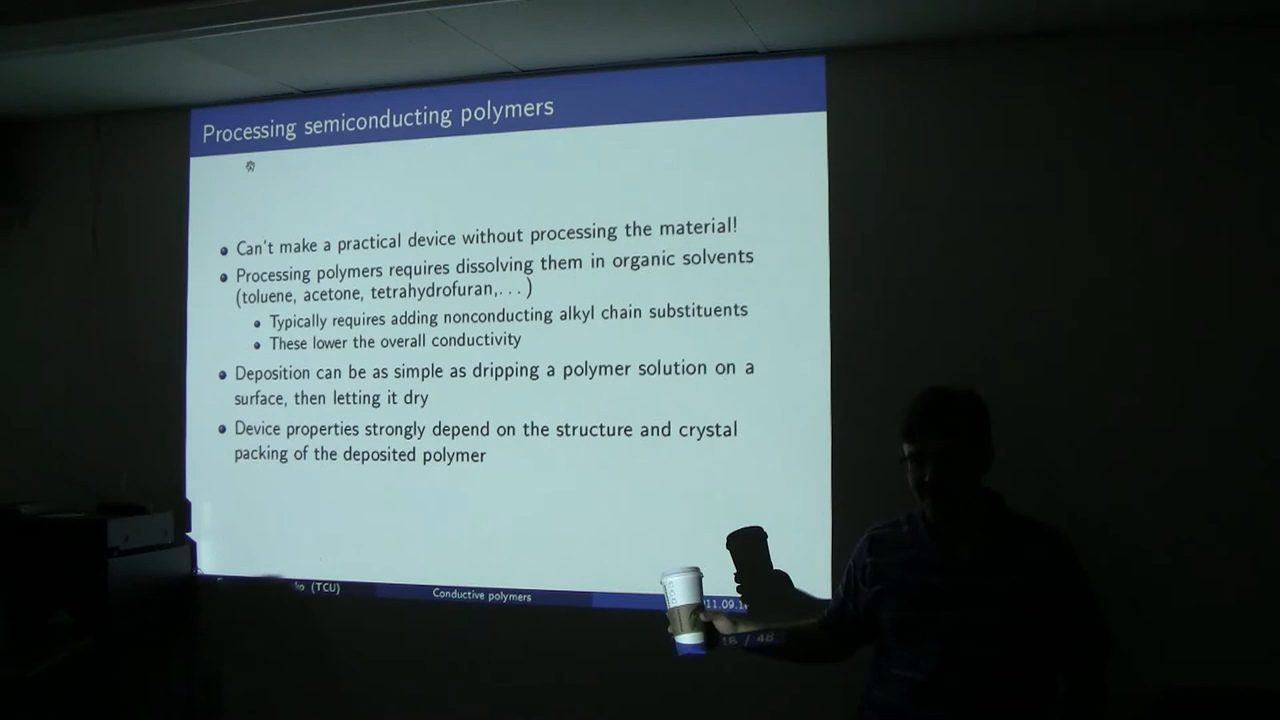 Processing semiconducting polymers
Can't make a practical device without processing the material!
Processing polymers requires dissolving them in organic solvents
(toluene, acetone, tetrahydrofuran,...)
Typically requires adding nonconducting alkyl chain substituents
These lower the overall conductivity
Deposition can be as simple as dripping a polymer solution on a
surface, then letting it dry
Device properties strongly depend on the structure and crystal
packing of the deposited polymer
(TCU)
Conductive polymers
16 / 48